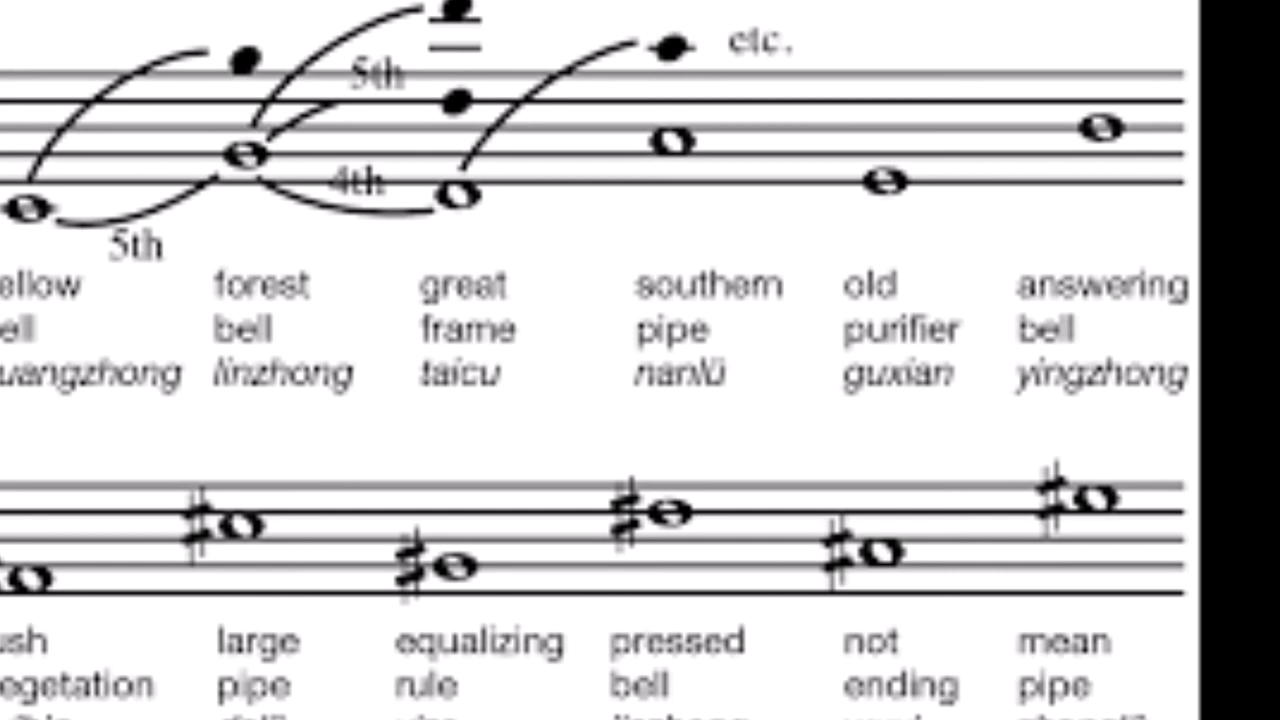 etc.
5th
4th
5th
ellow forest great southern old answering
ell bell frame pipe purifier bell
uangzhong linzhong taicu nanlü guxian yingzhong
ush large equalizing pressed not mean
egetation pipe rule bell ending pipe